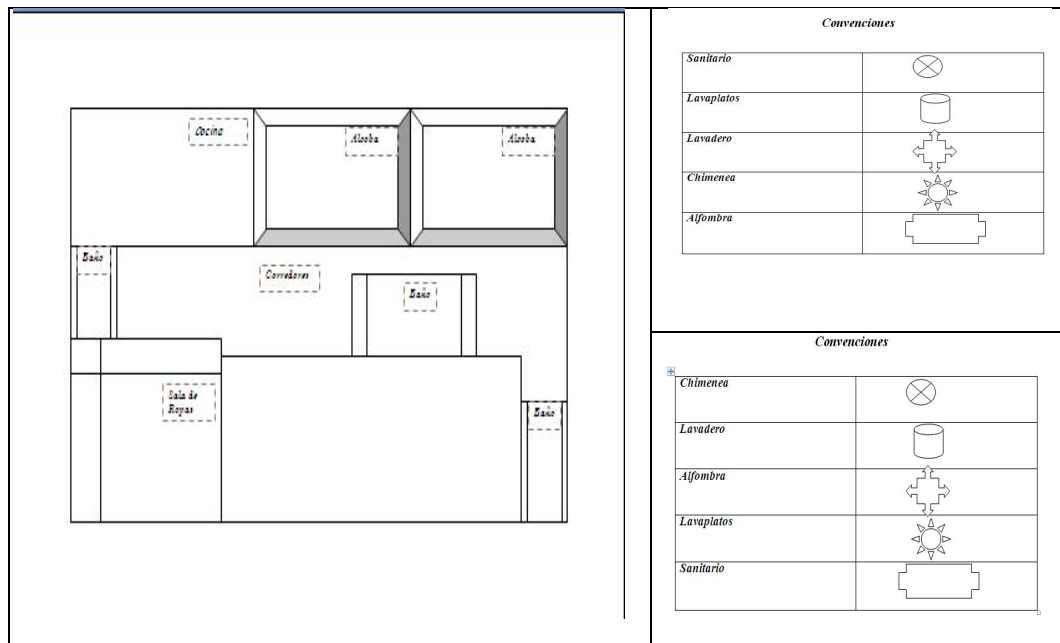 Cocina
Alcoba
Alcoba
Baño
Corredores
Baño
Sala de
Ropas
Baño
Convenciones
Sanitario
Lavaplatos
Lavadero
Chimenea
Alfombra
Convenciones
Chimenea
Lavadero
Alfombra
Lavaplatos
Sanitario